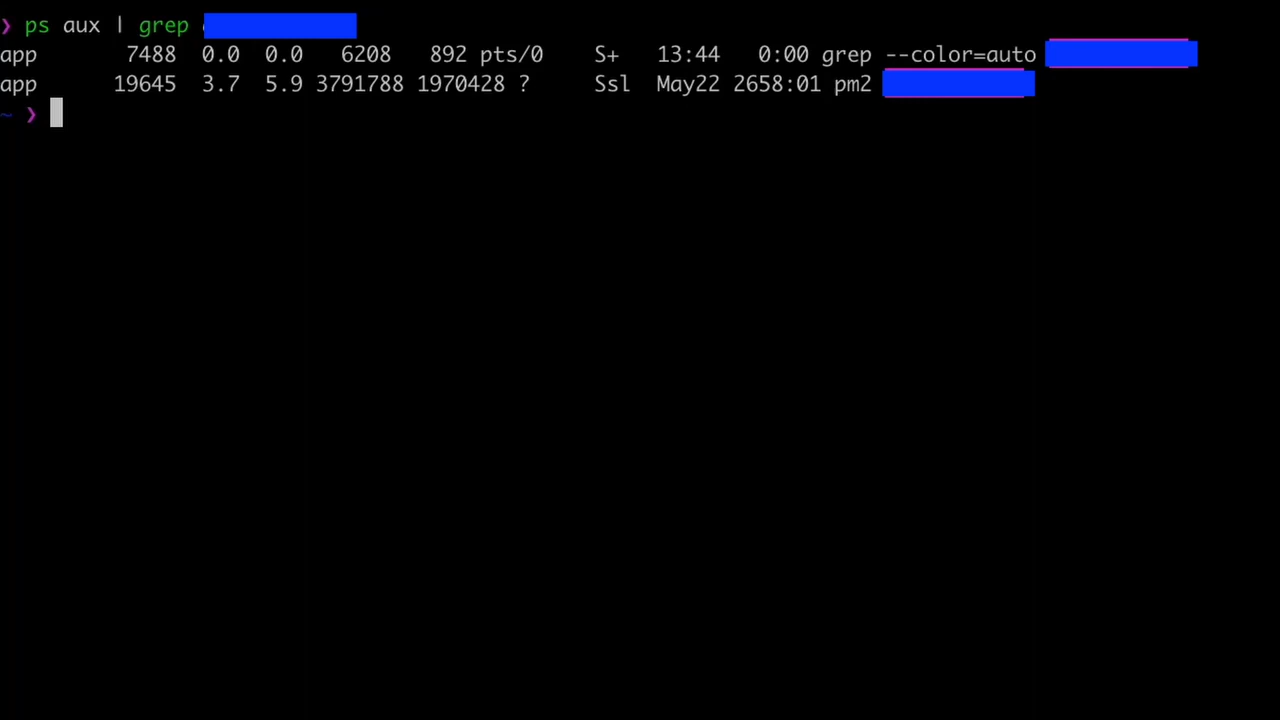 ❯ ps aux | grep
app 7488 0.0 0.0 6208 892 pts/0 S+ 13:44 0:00 grep --color=auto
app 19645 3.7 5.9 3791788 1970428 ? Ssl May22 2658:01 pm2
~ ❯